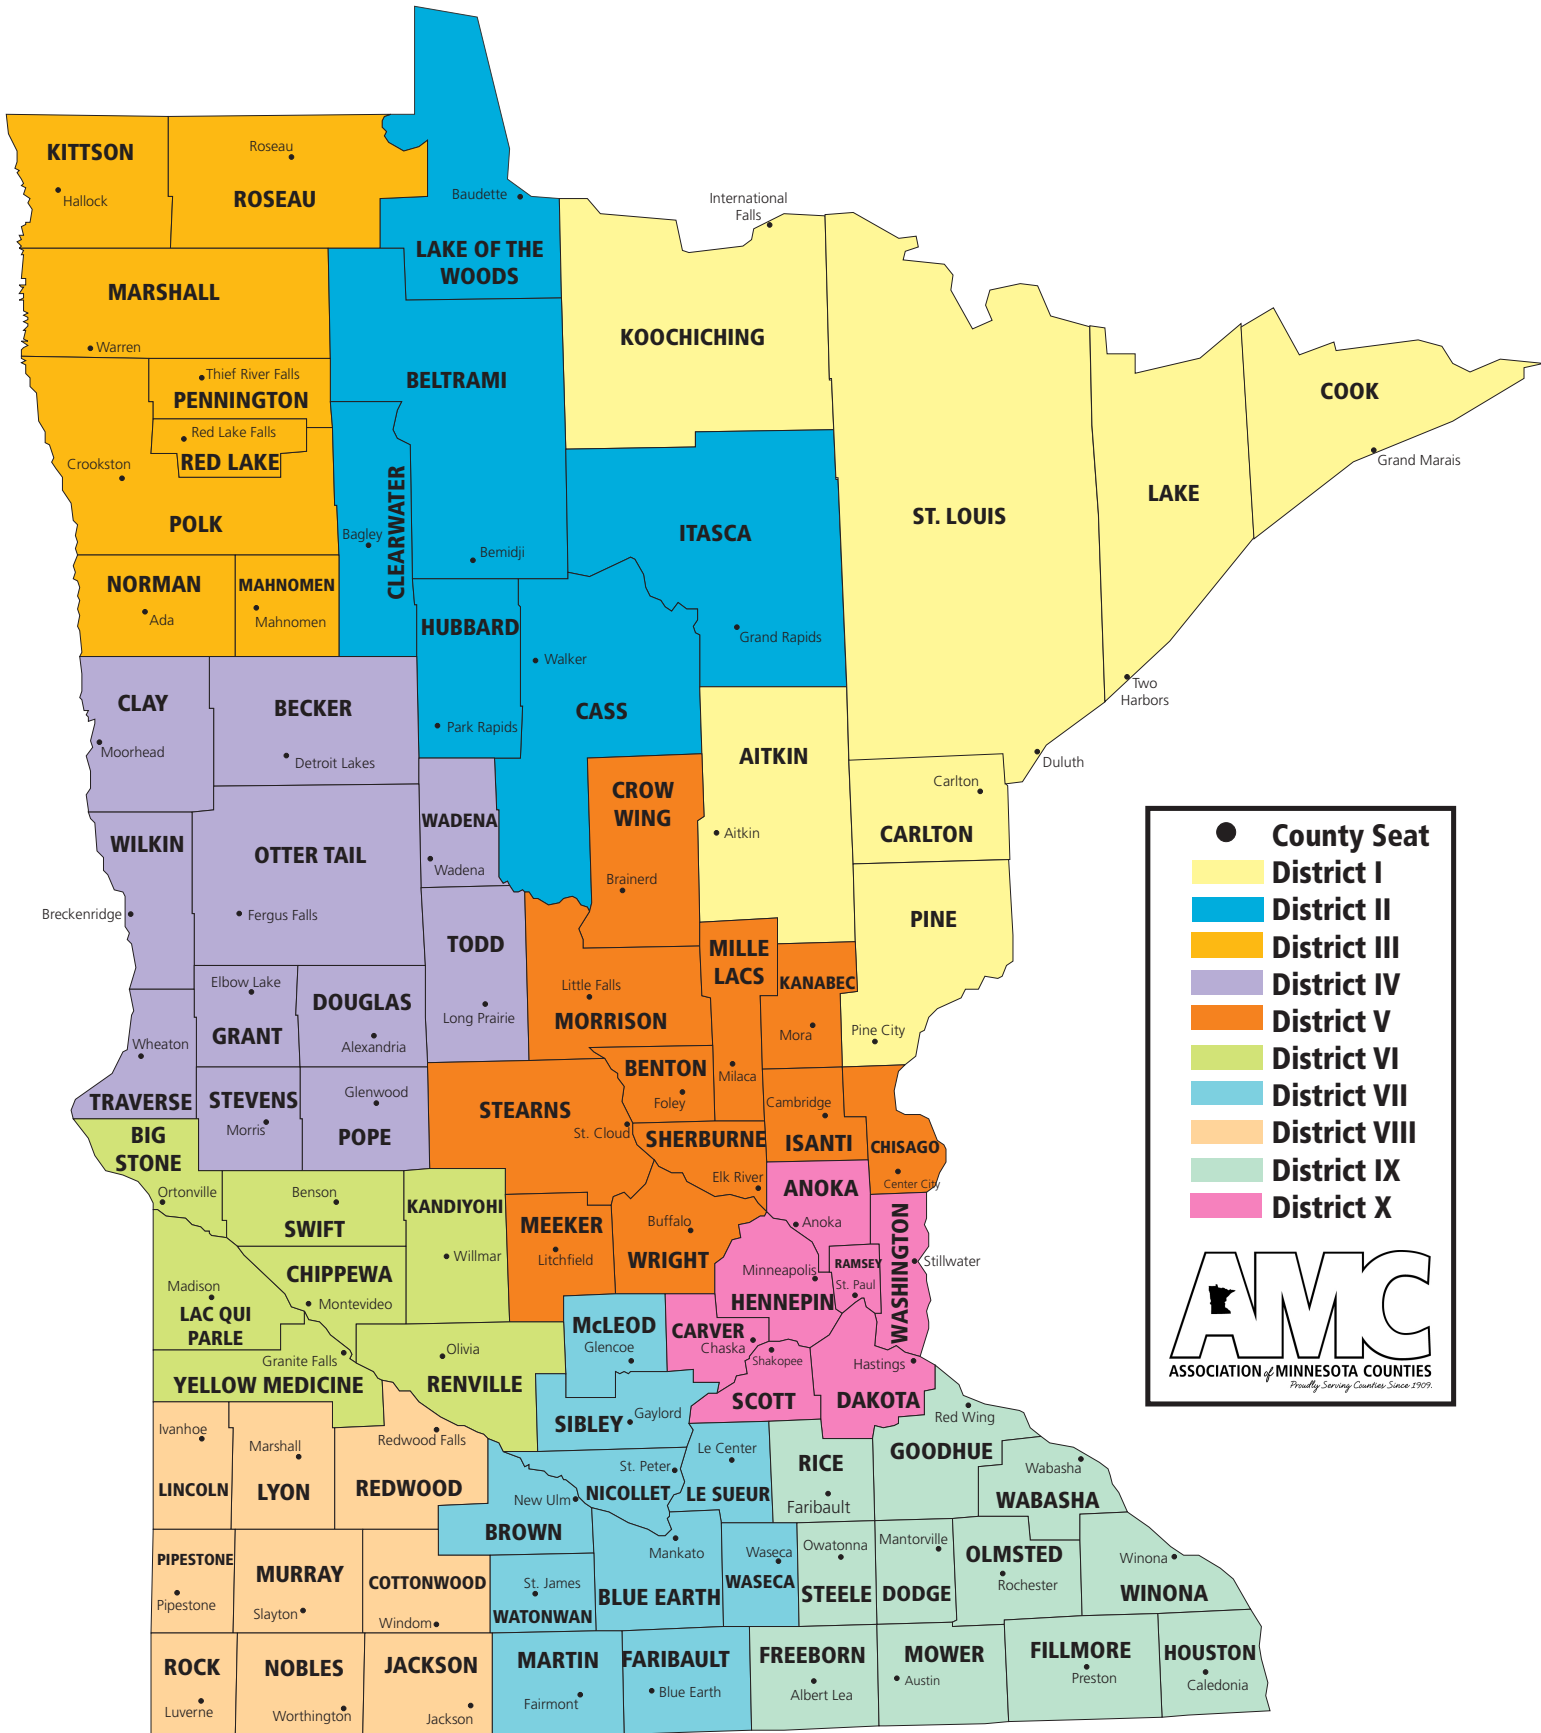 KITTSON
Hallock
Roseau
ROSEAU
Baudette
LAKE OF THE
WOODS
International
Falls
KOOCHICHING
MARSHALL
Warren
BELTRAMI
Bemidji
Thief River Falls
PENNINGTON
Red Lake Falls
RED LAKE
Crookston
POLK
CLEARWATER
Bagley
NORMAN
Ada
MAHNOMEN
Mahnomen
HUBBARD
Park Rapids
ITASCA
Grand Rapids
Walker
CASS
ST. LOUIS
Duluth
LAKE
Two
Harbors
COOK
Grand Marais
CLAY
Moorhead
BECKER
Detroit Lakes
AITKIN
Aitkin
Carlton
CARLTON
PINE
Pine City
CROW
WING
Brainerd
WADENA
Wadena
WILKIN
Breckenridge
OTTER TAIL
Fergus Falls
TODD
Long Prairie
Elbow Lake
GRANT
DOUGLAS
Alexandria
Wheaton
TRAVERSE
STEVENS
Morris
Glenwood
POPE
Little Falls
MORRISON
MILLE
LACS
Milaca
KANABEC
Mora
BENTON
Foley
STEARNS
St. Cloud
SHERBURNE
Elk River
Cambridge
ISANTI
CHISAGO
Center City
BIG
STONE
Ortonville
Benson
SWIFT
KANDIYOHI
Willmar
MEEKER
Litchfield
Buffalo
WRIGHT
ANOKA
Anoka
WASHINGTON
Stillwater
RAMSEY
St. Paul
Minneapolis
HENNEPIN
CHIPPEWA
Montevideo
Madison
LAC QUI
PARLE
Granite Falls
YELLOW MEDICINE
Olivia
RENVILLE
McLEOD
Glencoe
CARVER
Chaska
Shakopee
SCOTT
Hastings
DAKOTA
SIBLEY
Gaylord
Ivanhoe
LINCOLN
Marshall
LYON
Redwood Falls
REDWOOD
New Ulm
BROWN
St. Peter
NICOLLET
Le Center
LE SUEUR
RICE
Faribault
Red Wing
GOODHUE
Wabasha
WABASHA
PIPESTONE
Pipestone
MURRAY
Slayton
COTTONWOOD
Windom
St. James
WATONWAN
Mankato
BLUE EARTH
Waseca
WASECA
Owatonna
STEELE
Mantorville
DODGE
OLMSTED
Rochester
Winona
WINONA
ROCK
Luverne
NOBLES
Worthington
JACKSON
Jackson
MARTIN
Fairmont
FARIBAULT
Blue Earth
FREEBORN
Albert Lea
MOWER
Austin
FILLMORE
Preston
HOUSTON
Caledonia
County Seat
District I
District II
District III
District IV
District V
District VI
District VII
District VIII
District IX
District X
AMC
ASSOCIATION of MINNESOTA COUNTIES
Proudly Serving Counties Since 1909.